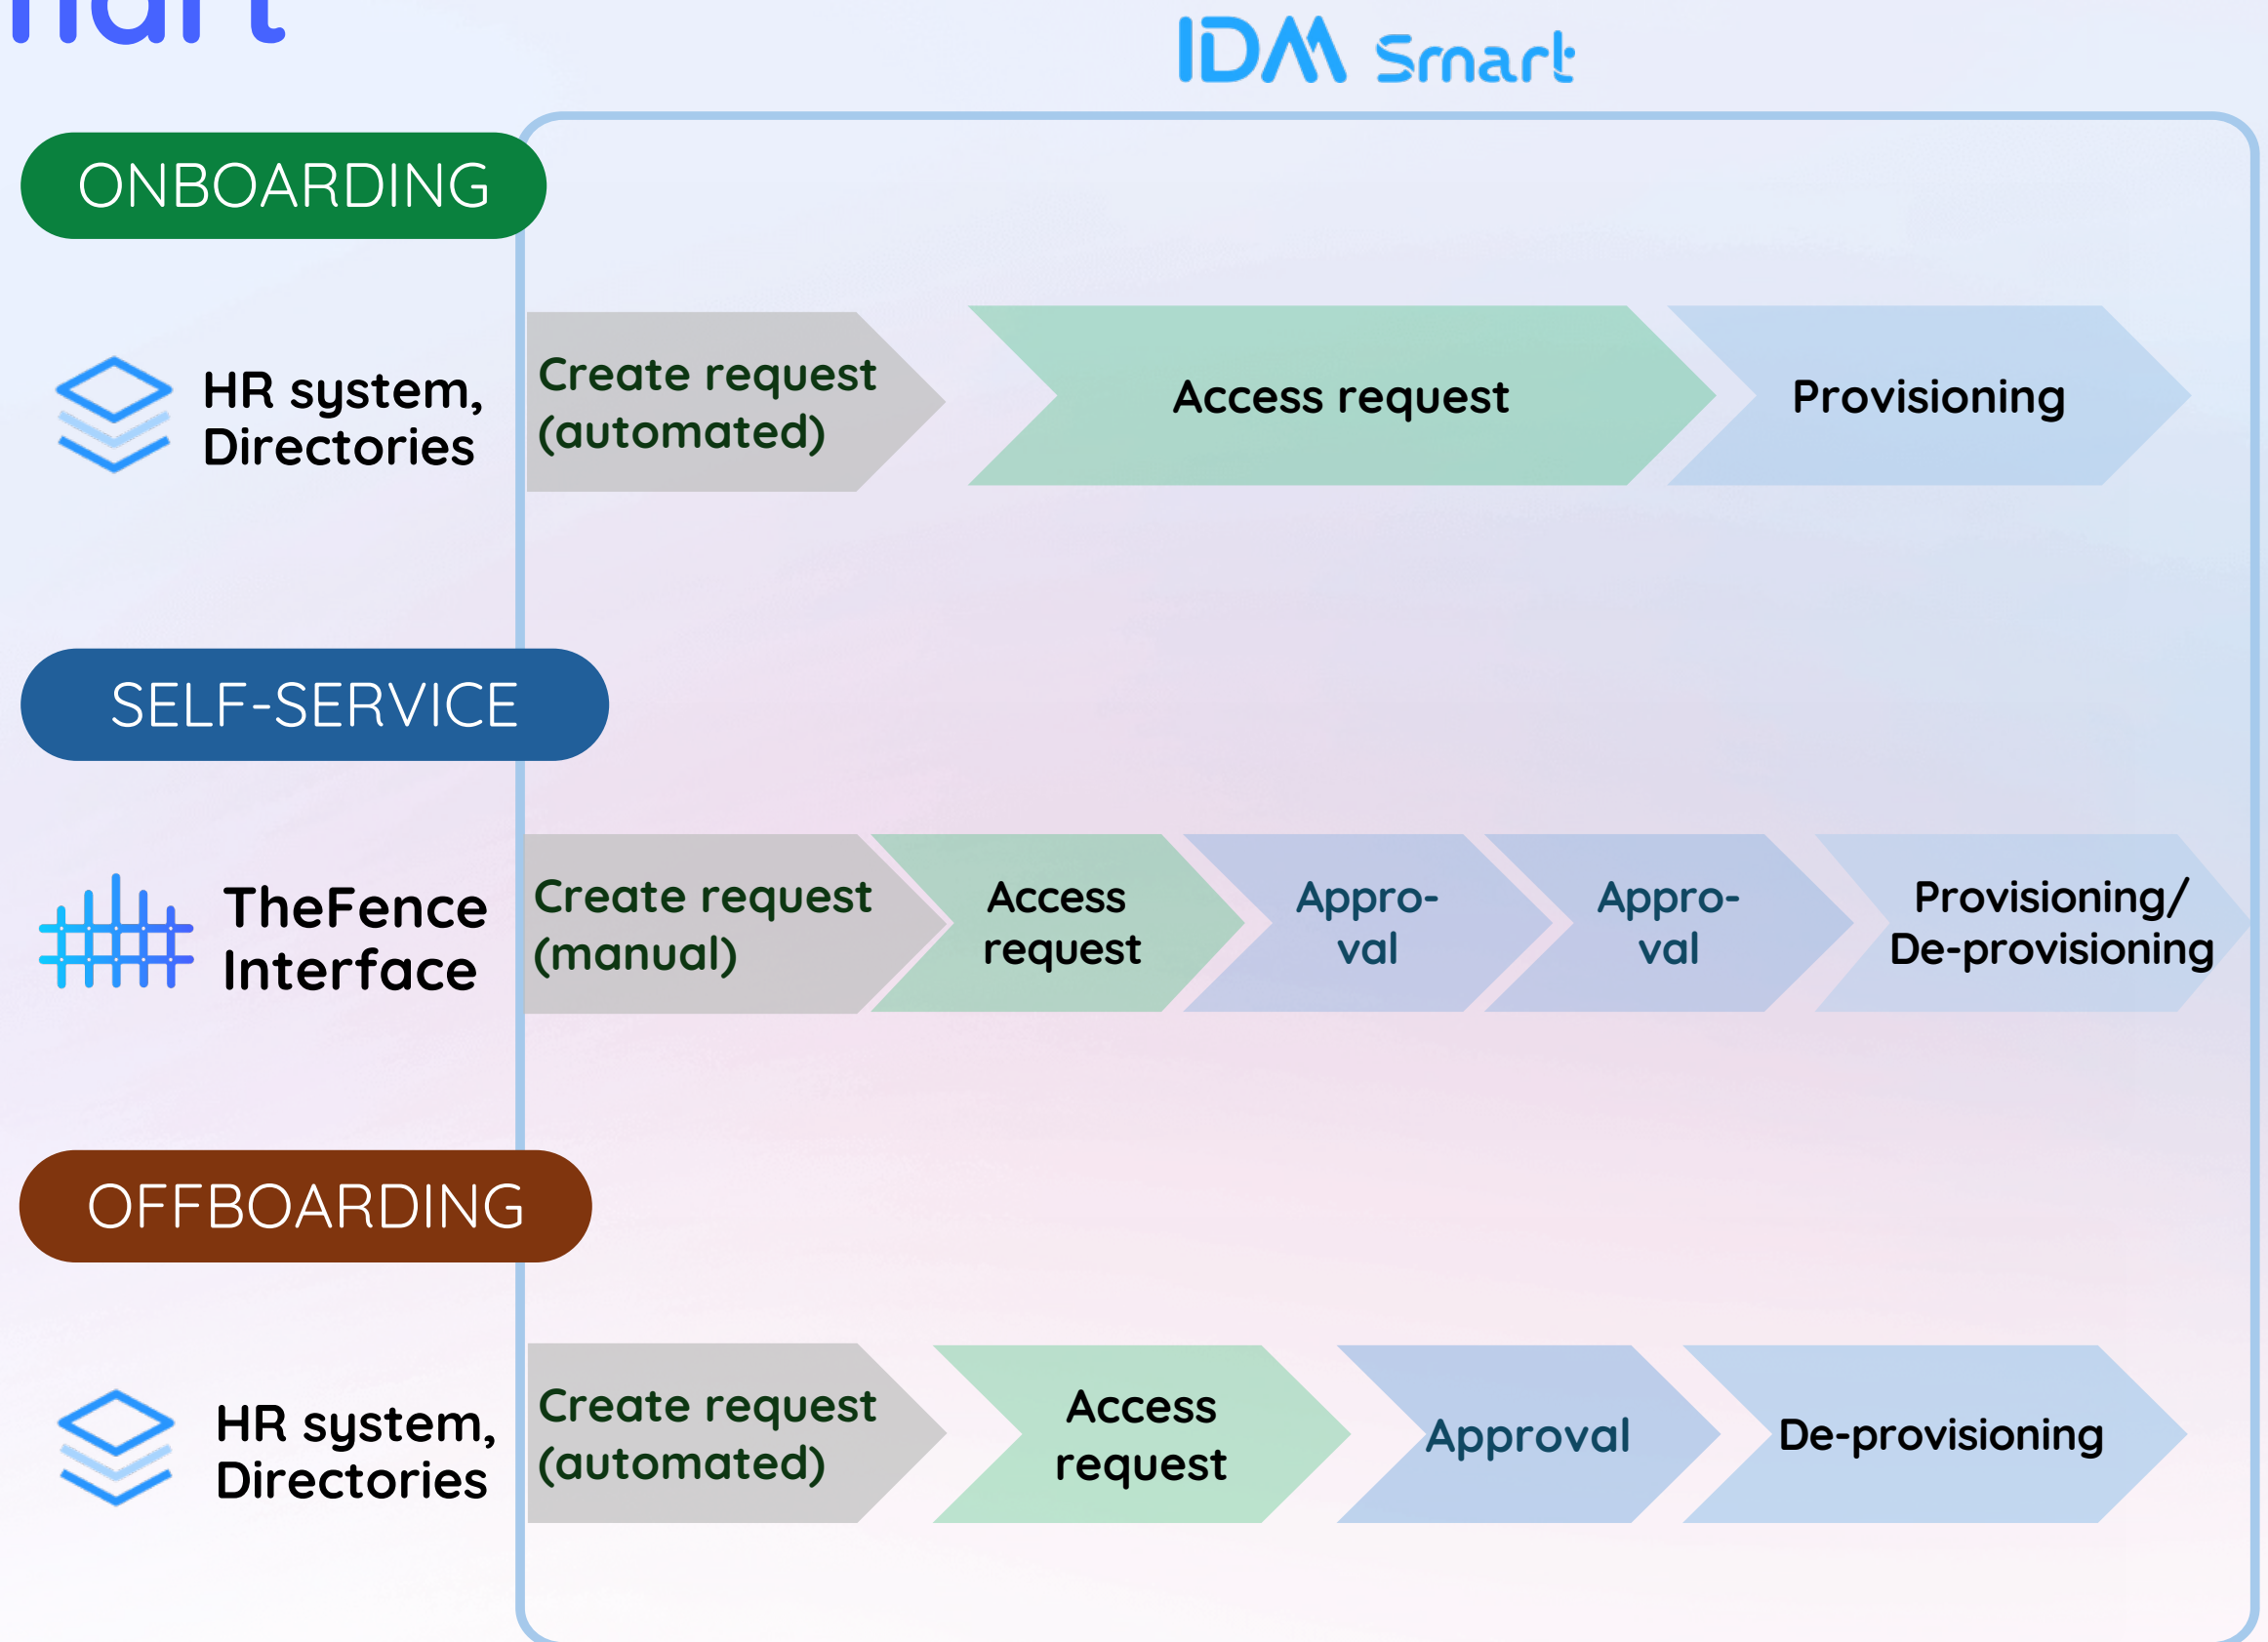 IDM Smart
ONBOARDING
HR system,
Directories
Create request
(automated)
Access request
Provisioning
SELF-SERVICE
TheFence
Interface
Create request
(manual)
Access
request
Appro-
val
Appro-
val
Provisioning/
De-provisioning
OFFBOARDING
HR system,
Directories
Create request
(automated)
Access
request
Approval
De-provisioning